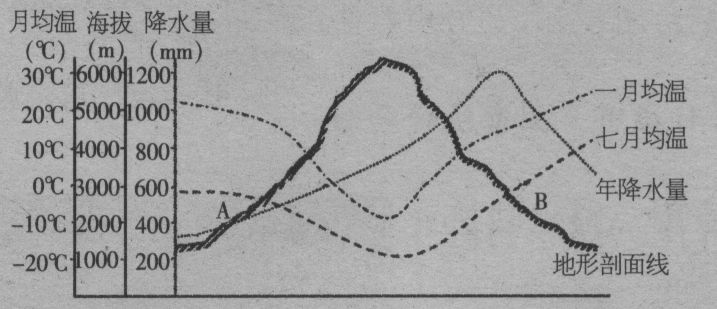 月均温 海拔 降水量
(℃) (m) (mm)
30℃ 6000 1200
20℃ 5000 1000
10℃ 4000 800
0℃ 3000 600
-10℃ 2000 400
-20℃ 1000 200
A
B
一月均温
七月均温
年降水量
地形剖面线